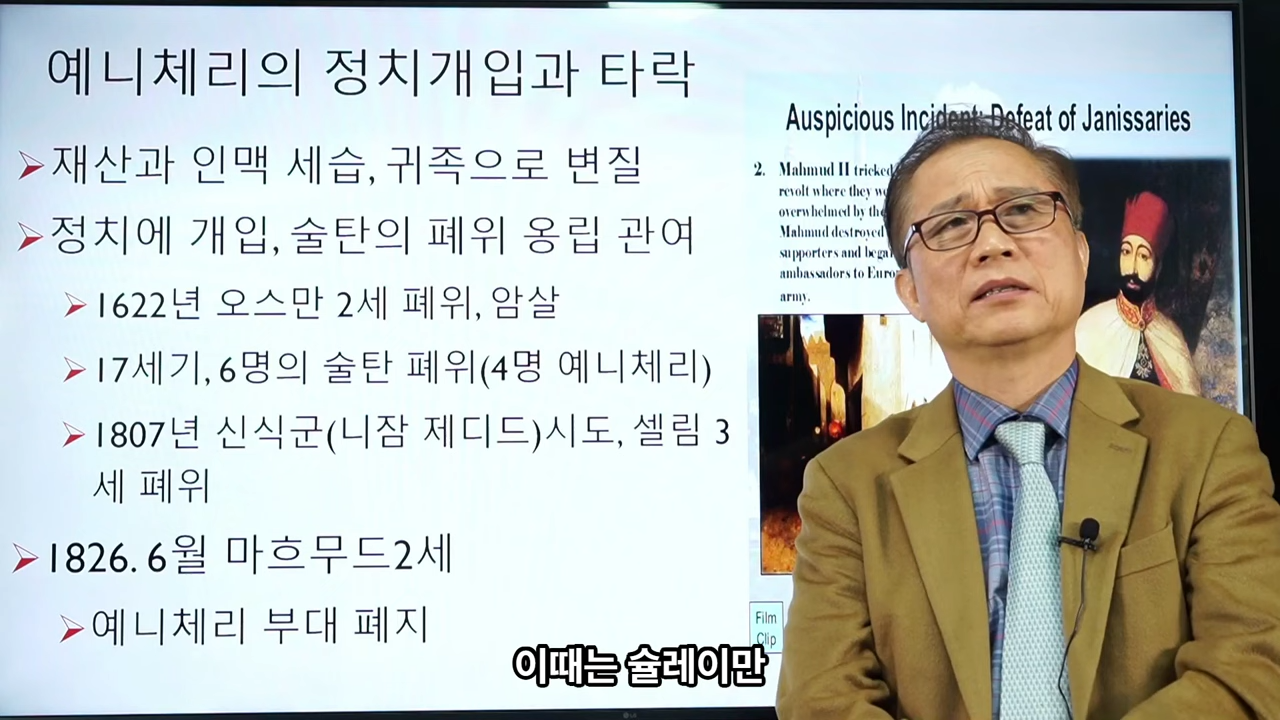 예니체리의 정치개입과 타락
재산과 인맥 세습, 귀족으로 변질
정치에 개입, 술탄의 폐위 옹립 관여
1622년 오스만 2세 폐위, 암살
17세기, 6명의 술탄 폐위(4명 예니체리)
1807년 신식군(니잠 제디드)시도, 셀림 3
세 폐위
1826. 6월 마흐무드2세
예니체리 부대 폐지
Auspicious Incident: Defeat of Janissaries
2. Mahmud II tricked
revolt where they we
overwhelmed by the
Mahmud destroyed
supporters and bega
ambassadors to Euro
army.
Film
Clip
이때는 슐레이만
LG